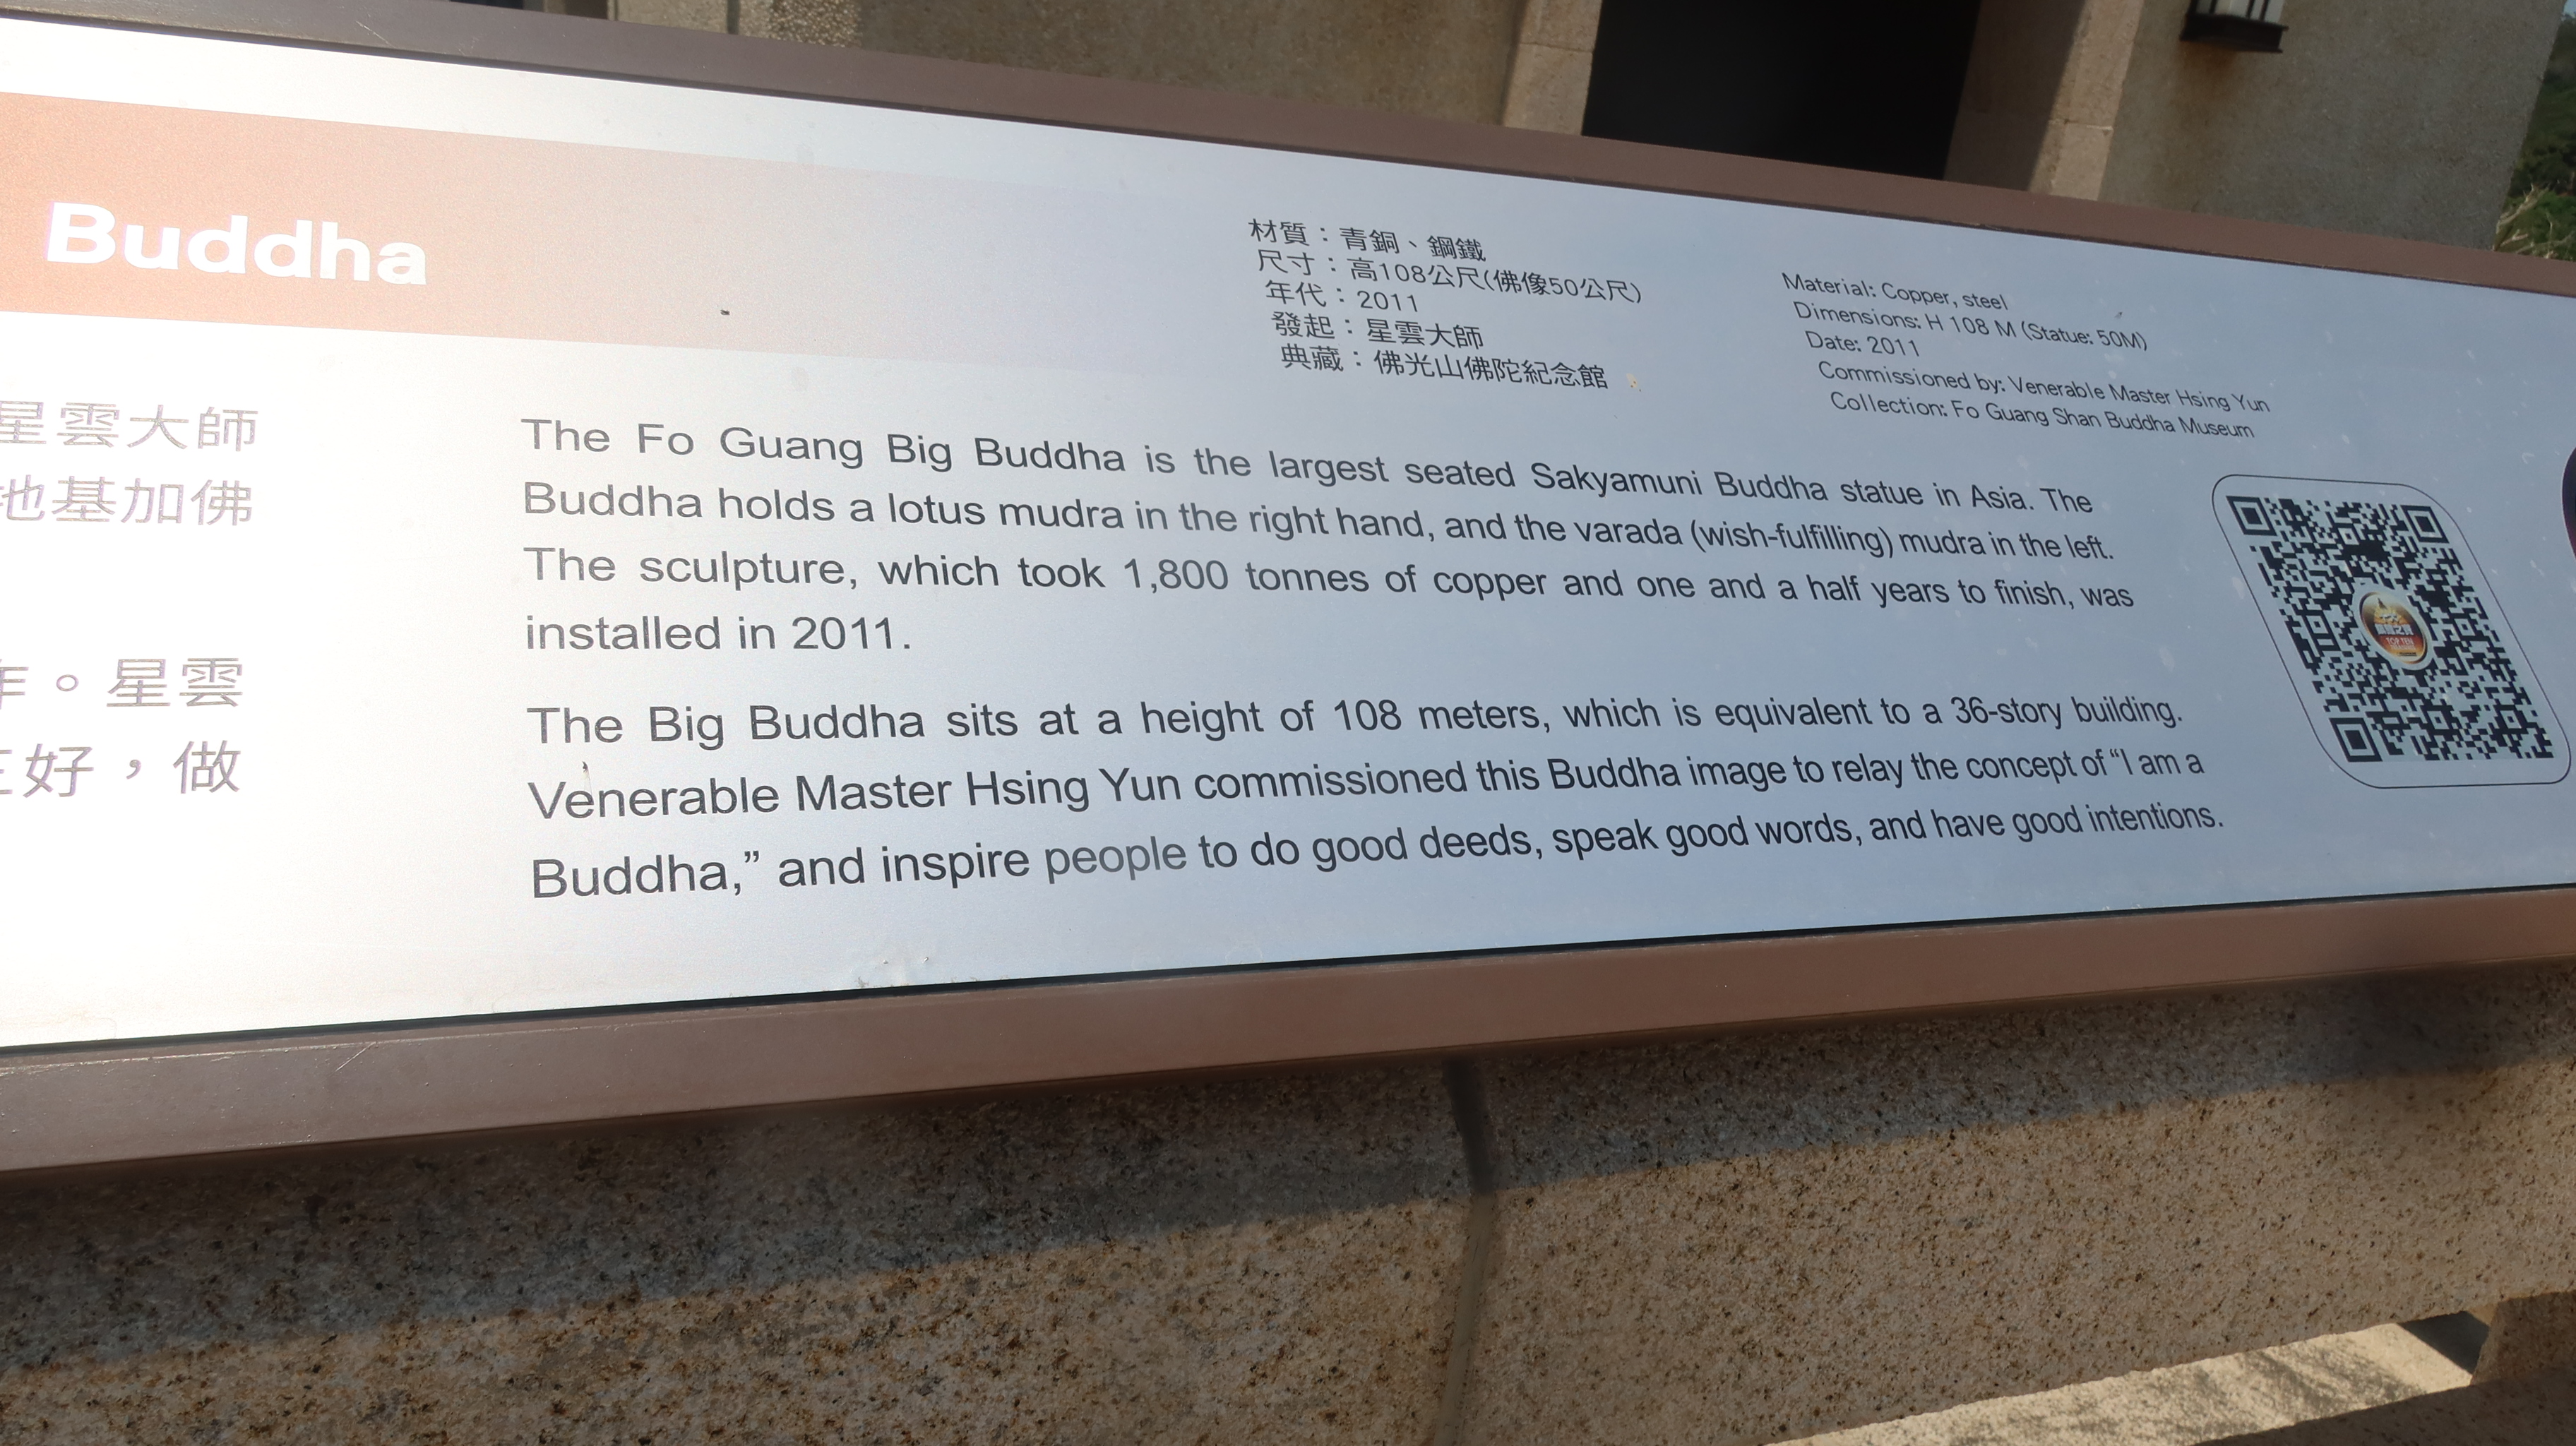 Buddha
材質：青銅、鋼鐵
尺寸：高108公尺(佛像50公尺)
年代：2011
發起：星雲大師
典藏：佛光山佛陀紀念館
Material: Copper, steel
Dimensions: H 108 M (Statue: 50M)
Date: 2011
Commissioned by: Venerable Master Hsing Yun
Collection: Fo Guang Shan Buddha Museum
星雲大師
地基加佛
年。星雲
好，做
The Fo Guang Big Buddha is the largest seated Sakyamuni Buddha statue in Asia. The
Buddha holds a lotus mudra in the right hand, and the varada (wish-fulfilling) mudra in the left.
The sculpture, which took 1,800 tonnes of copper and one and a half years to finish, was
installed in 2011.
The Big Buddha sits at a height of 108 meters, which is equivalent to a 36-story building.
Venerable Master Hsing Yun commissioned this Buddha image to relay the concept of “I am a
Buddha,” and inspire people to do good deeds, speak good words, and have good intentions.